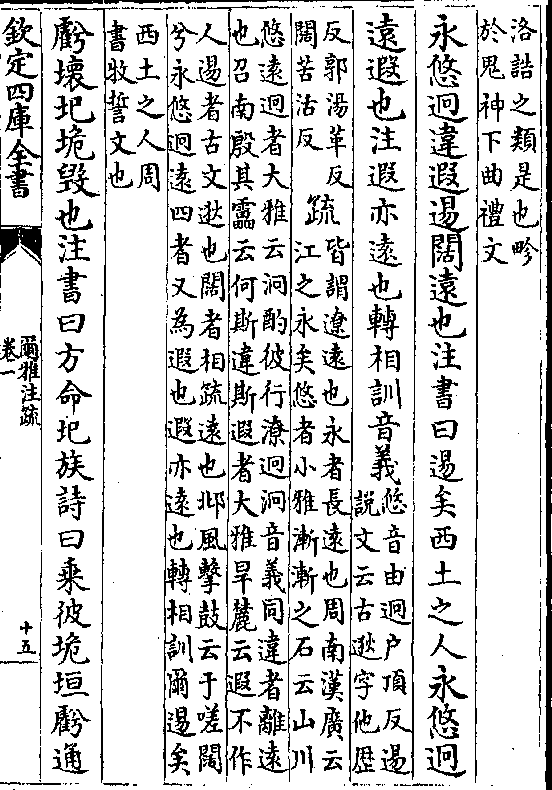 洛誥之類是也畛
於鬼神下曲禮文
永悠迥違遐逷闊遠也注書曰逷矣西土之人永悠迥
遠遐也注遐亦遠也轉相訓音義
悠音由迥户頂反逷
說文云古逖字他歴
反郭湯革反
闊苦活反
疏
皆謂遼遠也永者長遠也周南漢廣云
江之永矣悠者小雅漸漸之石云山川
悠遠迥者大雅云泂酌彼行潦迥泂音義同違者離遠
也召南殷其靁云何斯違斯遐者大雅旱麓云遐不作
人逷者古文逖也闊者相疏遠也邶風擊鼓云于嗟闊
兮永悠迥遠四者又為遐也遐亦遠也轉相訓爾逷矣
西土之人周
書牧誓文也
虧壞圮垝毀也注書曰方命圮族詩曰乘彼垝垣虧通
欽定四庫全書
爾雅注疏
卷一
十五